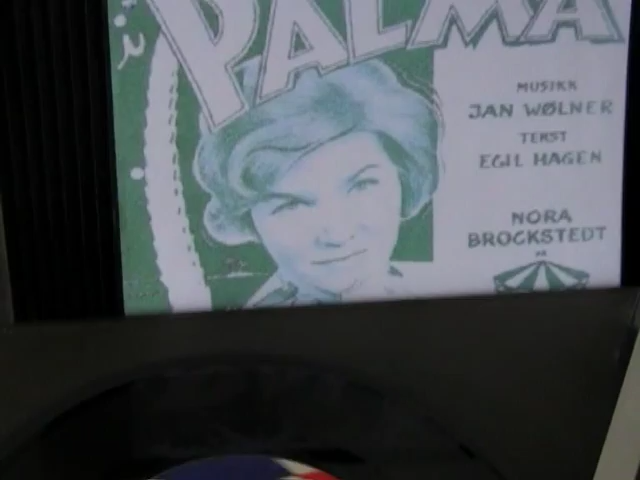 PALMA
MUSIKK
JAN WØLNER
TEKST
EGIL HAGEN
NORA
BROCKSTEDT